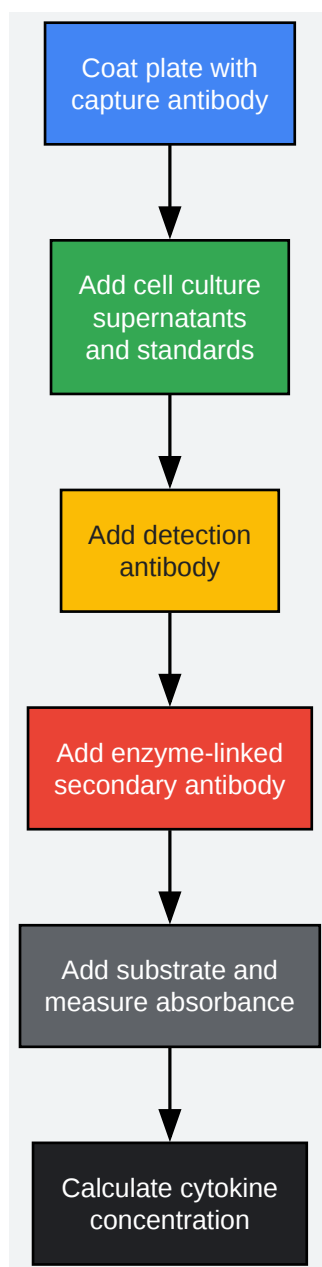 Coat plate with
capture antibody
Add cell culture
supernatants
and standards
Add detection
antibody
Add enzyme-linked
secondary antibody
Add substrate and
measure absorbance
Calculate cytokine
concentration